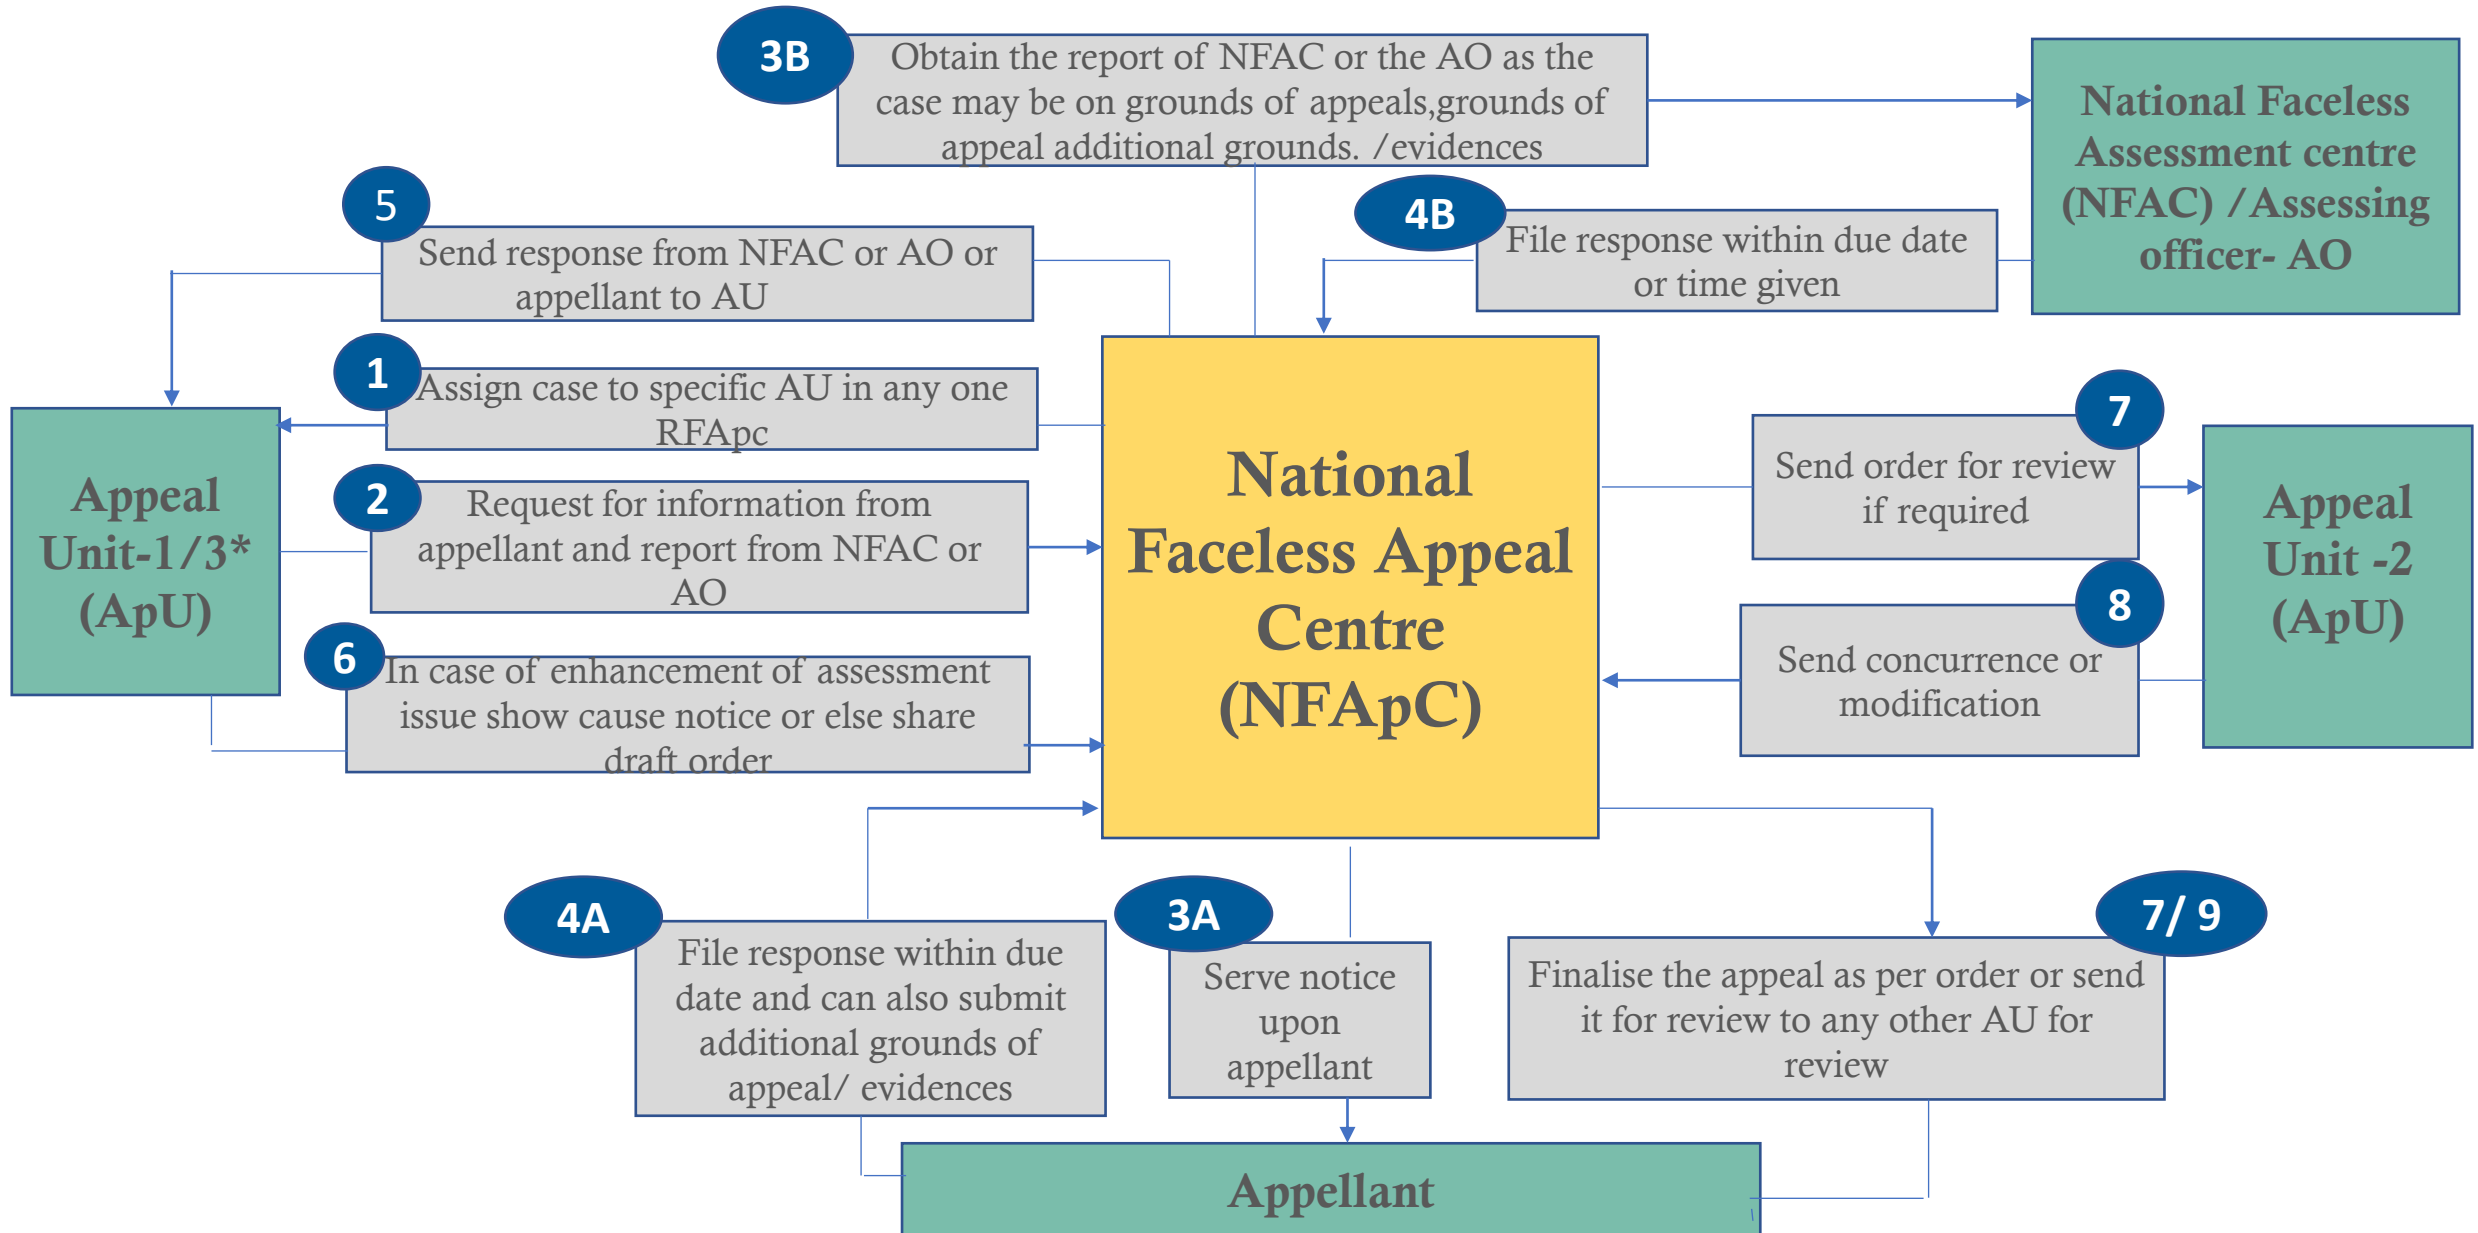 3B
Obtain the report of NFAC or the AO as the
case may be on grounds of appeals,grounds of
appeal additional grounds. /evidences
National Faceless
Assessment centre
(NFAC) /Assessing
officer- AO
5
Send response from NFAC or AO or
appellant to AU
4B
File response within due date
or time given
1
Assign case to specific AU in any one
RFApc
2
Request for information from
appellant and report from NFAC or
AO
6
In case of enhancement of assessment
issue show cause notice or else share
draft order
Appeal
Unit-1/3*
(ApU)
National
Faceless Appeal
Centre
(NFApC)
7
Send order for review
if required
8
Send concurrence or
modification
Appeal
Unit -2
(ApU)
4A
File response within due
date and can also submit
additional grounds of
appeal/ evidences
3A
Serve notice
upon
appellant
7/ 9
Finalise the appeal as per order or send
it for review to any other AU for
review
Appellant